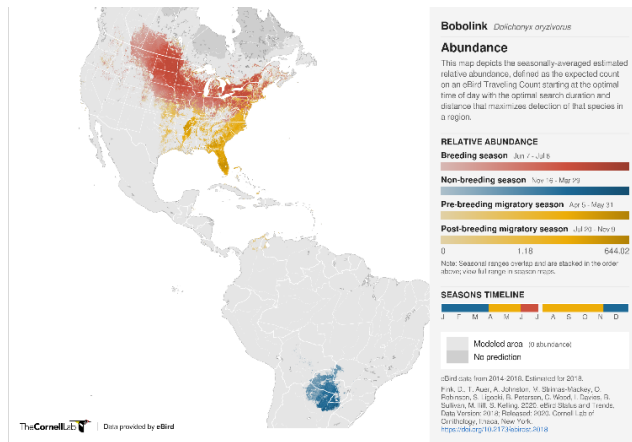 Bobolink Dolichonyx oryzivorus
Abundance
This map depicts the seasonally-averaged estimated
relative abundance, defined as the expected count
on an eBird Traveling Count starting at the optimal
time of day with the optimal search duration and
distance that maximizes detection of that species in
a region.
RELATIVE ABUNDANCE
Breeding season Jun 7 - Jul 6
Non-breeding season Nov 16 - Mar 29
Pre-breeding migratory season Apr 5 - May 31
Post-breeding migratory season Jul 20 - Nov 9
0 1.18 644.02
Note: Seasonal ranges overlap and are stacked in the order
above; view full range in season maps.
SEASONS TIMELINE
J F M A M J J A S O N D
Modeled area (0 abundance)
No prediction
eBird data from 2014-2018. Estimated for 2018.
Fink, D., T. Auer, A. Johnston, M. Strimas-Mackey, O.
Robinson, S. Ligocki, B. Petersen, C. Wood, I. Davies, B.
Sullivan, M. Iliff, S. Kelling. 2020. eBird Status and Trends.
Data Version: 2018; Released: 2020. Cornell Lab of
Ornithology, Ithaca, New York.
https://doi.org/10.2173/ebirdst.2018
TheCornellLab Data provided by eBird